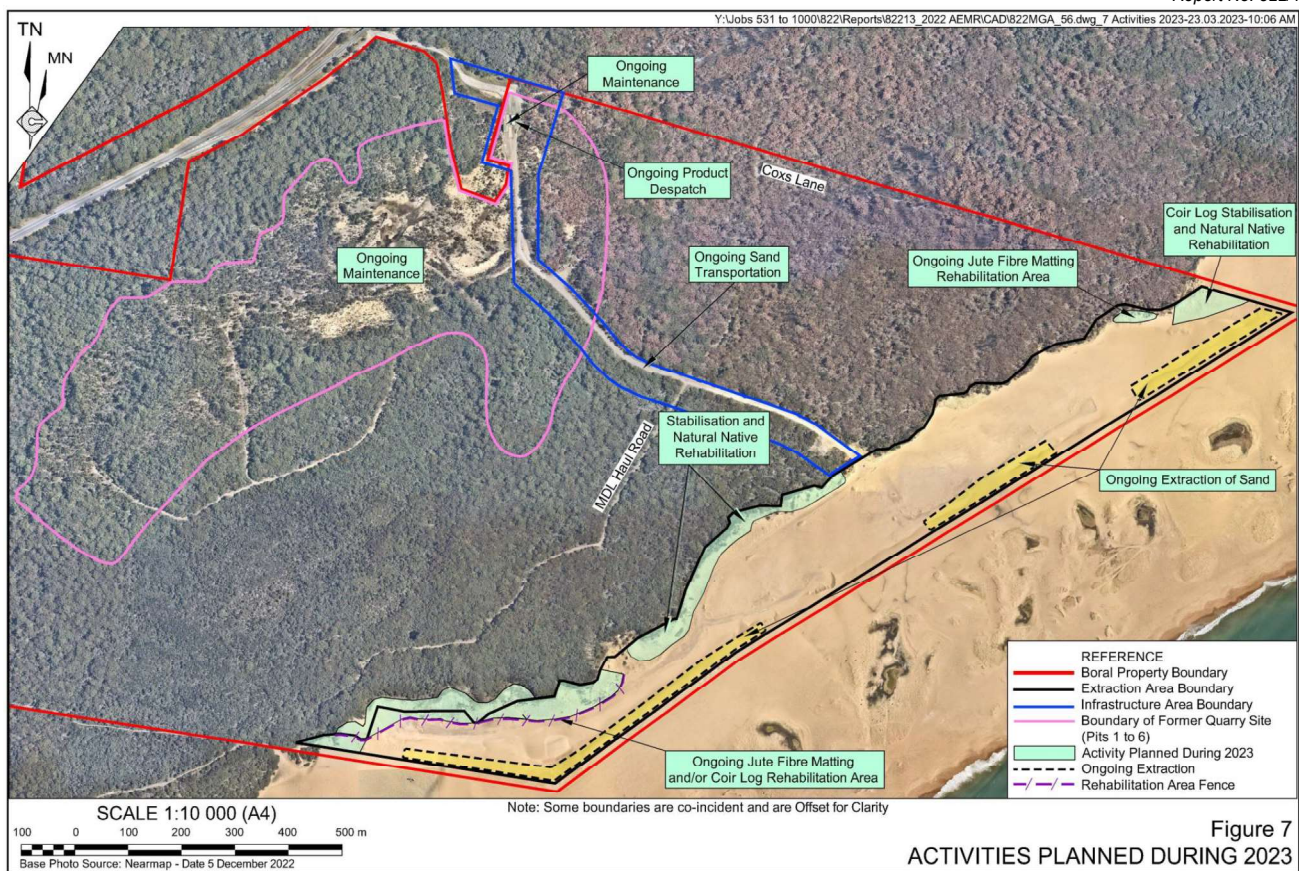 Y:\Jobs 531 to 1000\822\Reports\82213_2022 AEMR\CAD\822MGA_56.dwg_7 Activities 2023-23.03.2023-10:06 AM
TN
MN
Ongoing
Maintenance
Ongoing Product
Despatch
Coxs Lane
Coir Log Stabilisation
and Natural Native
Rehabilitation
Ongoing Jute Fibre Matting
Rehabilitation Area
Ongoing
Maintenance
Ongoing Sand
Transportation
Stabilisation and
Natural Native
Rehabilitation
MDL Haul Road
Ongoing Extraction of Sand
Ongoing Jute Fibre Matting
and/or Coir Log Rehabilitation Area
REFERENCE
Boral Property Boundary
Extraction Area Boundary
Infrastructure Area Boundary
Boundary of Former Quarry Site
(Pits 1 to 6)
Activity Planned During 2023
Ongoing Extraction
Rehabilitation Area Fence
SCALE 1:10 000 (A4)
100 0 100 200 300 400 500 m
Base Photo Source: Nearmap - Date 5 December 2022
Note: Some boundaries are co-incident and are Offset for Clarity
Figure 7
ACTIVITIES PLANNED DURING 2023